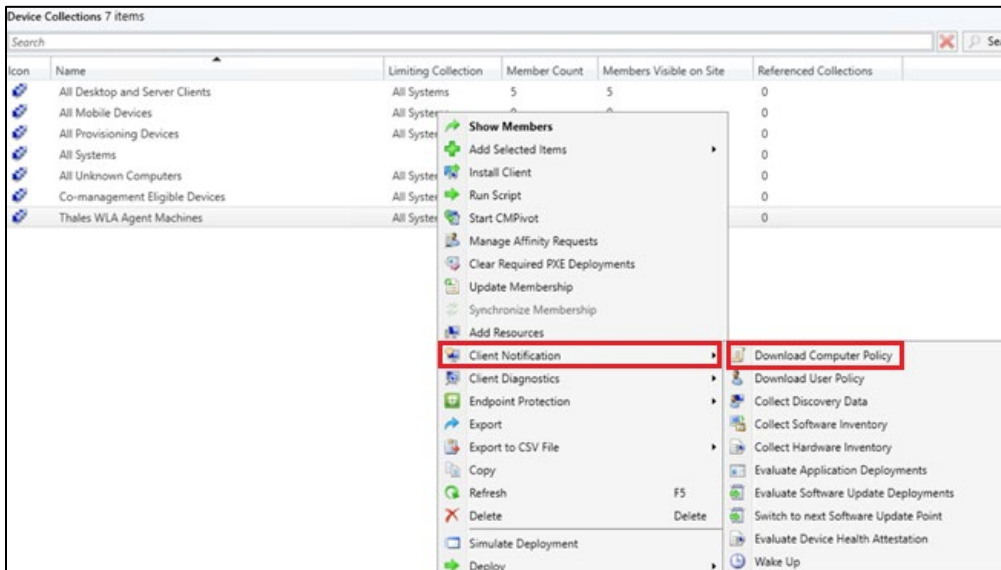 Device Collections 7 items
Search
Icon Name Limiting Collection Member Count Members Visible on Site Referenced Collections
All Desktop and Server Clients All Systems 5 5 0
All Mobile Devices 0
All Provisioning Devices 0
All Systems 0
All Unknown Computers 0
Co-management Eligible Devices 0
Thales WLA Agent Machines 0
Show Members
Add Selected Items
Install Client
Run Script
Start CMPivot
Manage Affinity Requests
Clear Required PXE Deployments
Update Membership
Synchronize Membership
Add Resources
Client Notification
Client Diagnostics
Endpoint Protection
Export
Export to CSV File
Copy
Refresh F5
Delete Delete
Simulate Deployment
Deploy
Download Computer Policy
Download User Policy
Collect Discovery Data
Collect Software Inventory
Collect Hardware Inventory
Evaluate Application Deployments
Evaluate Software Update Deployments
Switch to next Software Update Point
Evaluate Device Health Attestation
Wake Up